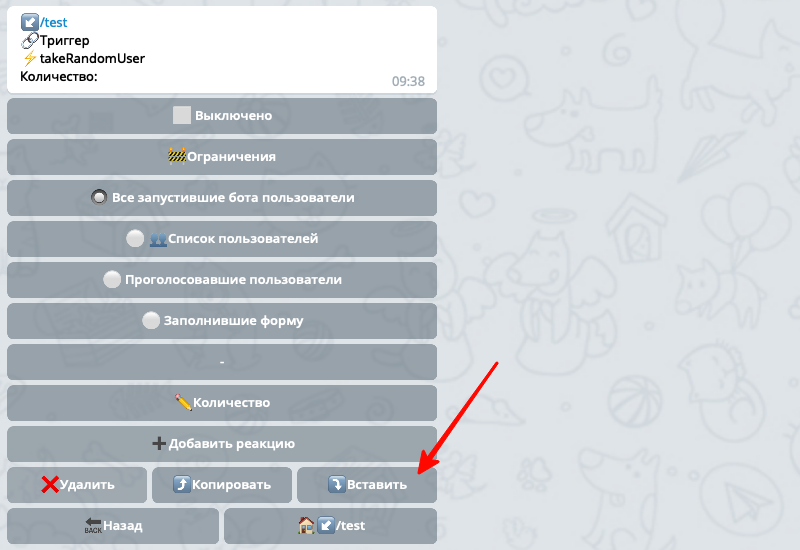 /test
Триггер
takeRandomUser
Количество:
09:38
Выключено
Ограничения
Все запустившие бота пользователи
Список пользователей
Проголосовавшие пользователи
Заполнившие форму
-
Количество
Добавить реакцию
Удалить
Копировать
Вставить
BACK Назад
/test